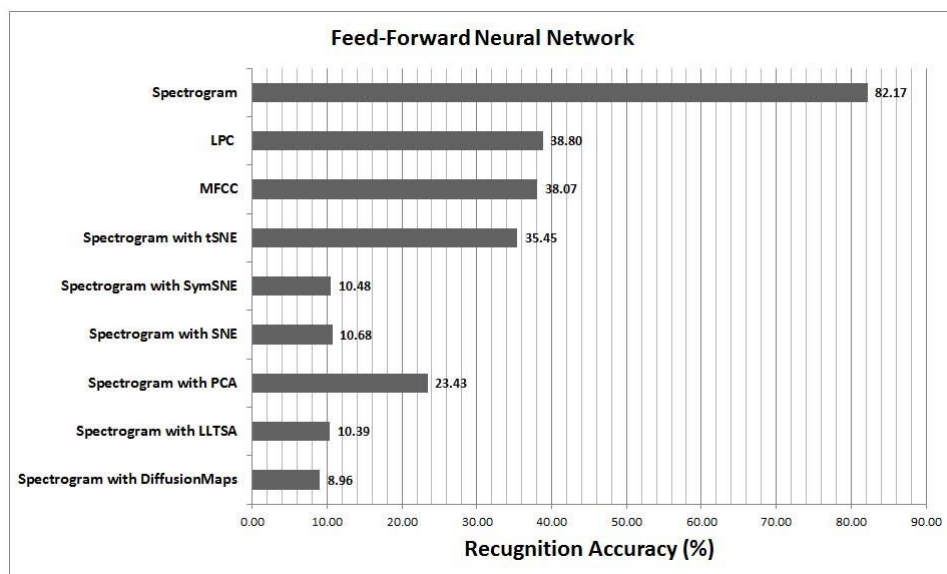 Feed-Forward Neural Network
Spectrogram
82.17
LPC
38.80
MFCC
38.07
Spectrogram with tSNE
35.45
Spectrogram with SymSNE
10.48
Spectrogram with SNE
10.68
Spectrogram with PCA
23.43
Spectrogram with LLTSA
10.39
Spectrogram with DiffusionMaps
8.96
0.00 10.00 20.00 30.00 40.00 50.00 60.00 70.00 80.00 90.00
Recugnition Accuracy (%)